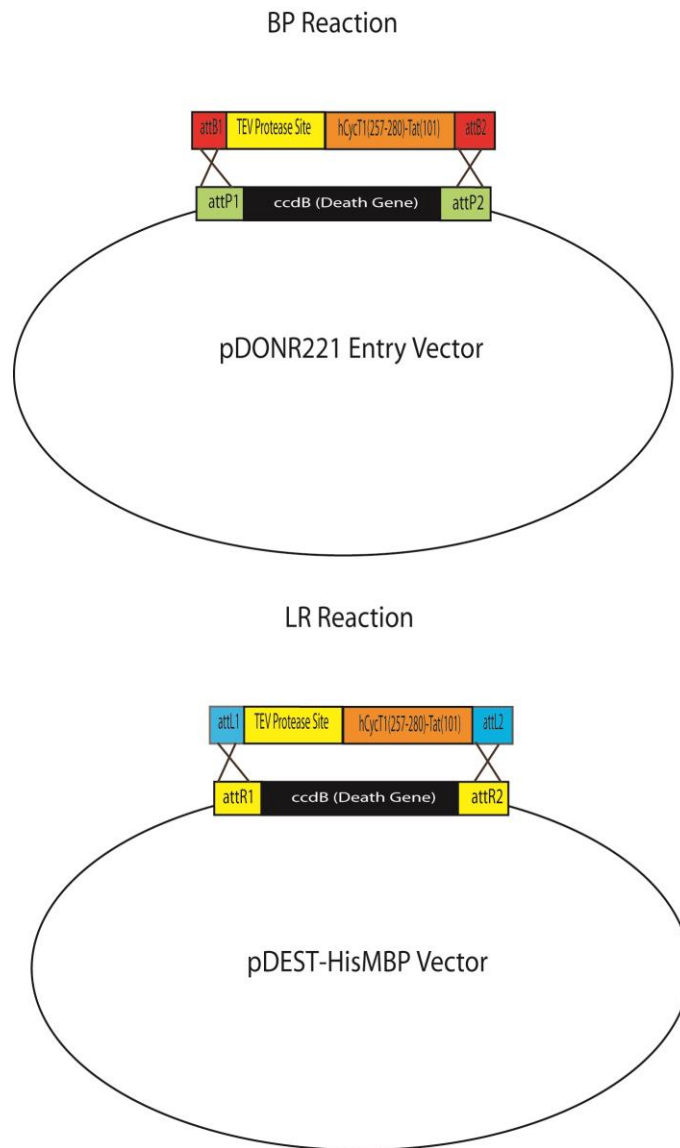 BP Reaction
attB1 TEV Protease Site hCycT1(257-280)-Tat(101) attB2
attP1 ccdB (Death Gene) attP2
pDONR221 Entry Vector
LR Reaction
attL1 TEV Protease Site hCycT1(257-280)-Tat(101) attL2
attR1 ccdB (Death Gene) attR2
pDEST-HisMBP Vector